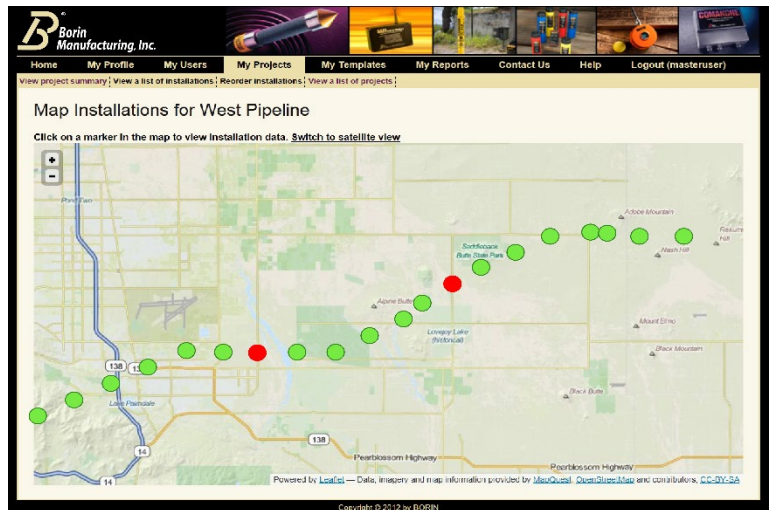 Borin
Manufacturing, Inc.
COMANCHE
Home My Profile My Users My Projects My Templates My Reports Contact Us Help Logout (masteruser)
View project summary View a list of installations Reorder installations View a list of projects
Map Installations for West Pipeline
Click on a marker in the map to view installation data. Switch to satellite view
+
−
Adobe Mountain
Nash Hill
Saddleback
Butte State Park
Alpine Butte
Lovejoy Lake
(historical)
Mount Elmo
Black Mountain
138
Black Butte
Lake Palmdale
138
14
Pearblossom Highway
Pearblossom Highway
14
Powered by Leaflet — Data, imagery and map information provided by MapQuest, OpenStreetMap and contributors, CC-BY-SA
Copyright © 2012 by BORIN